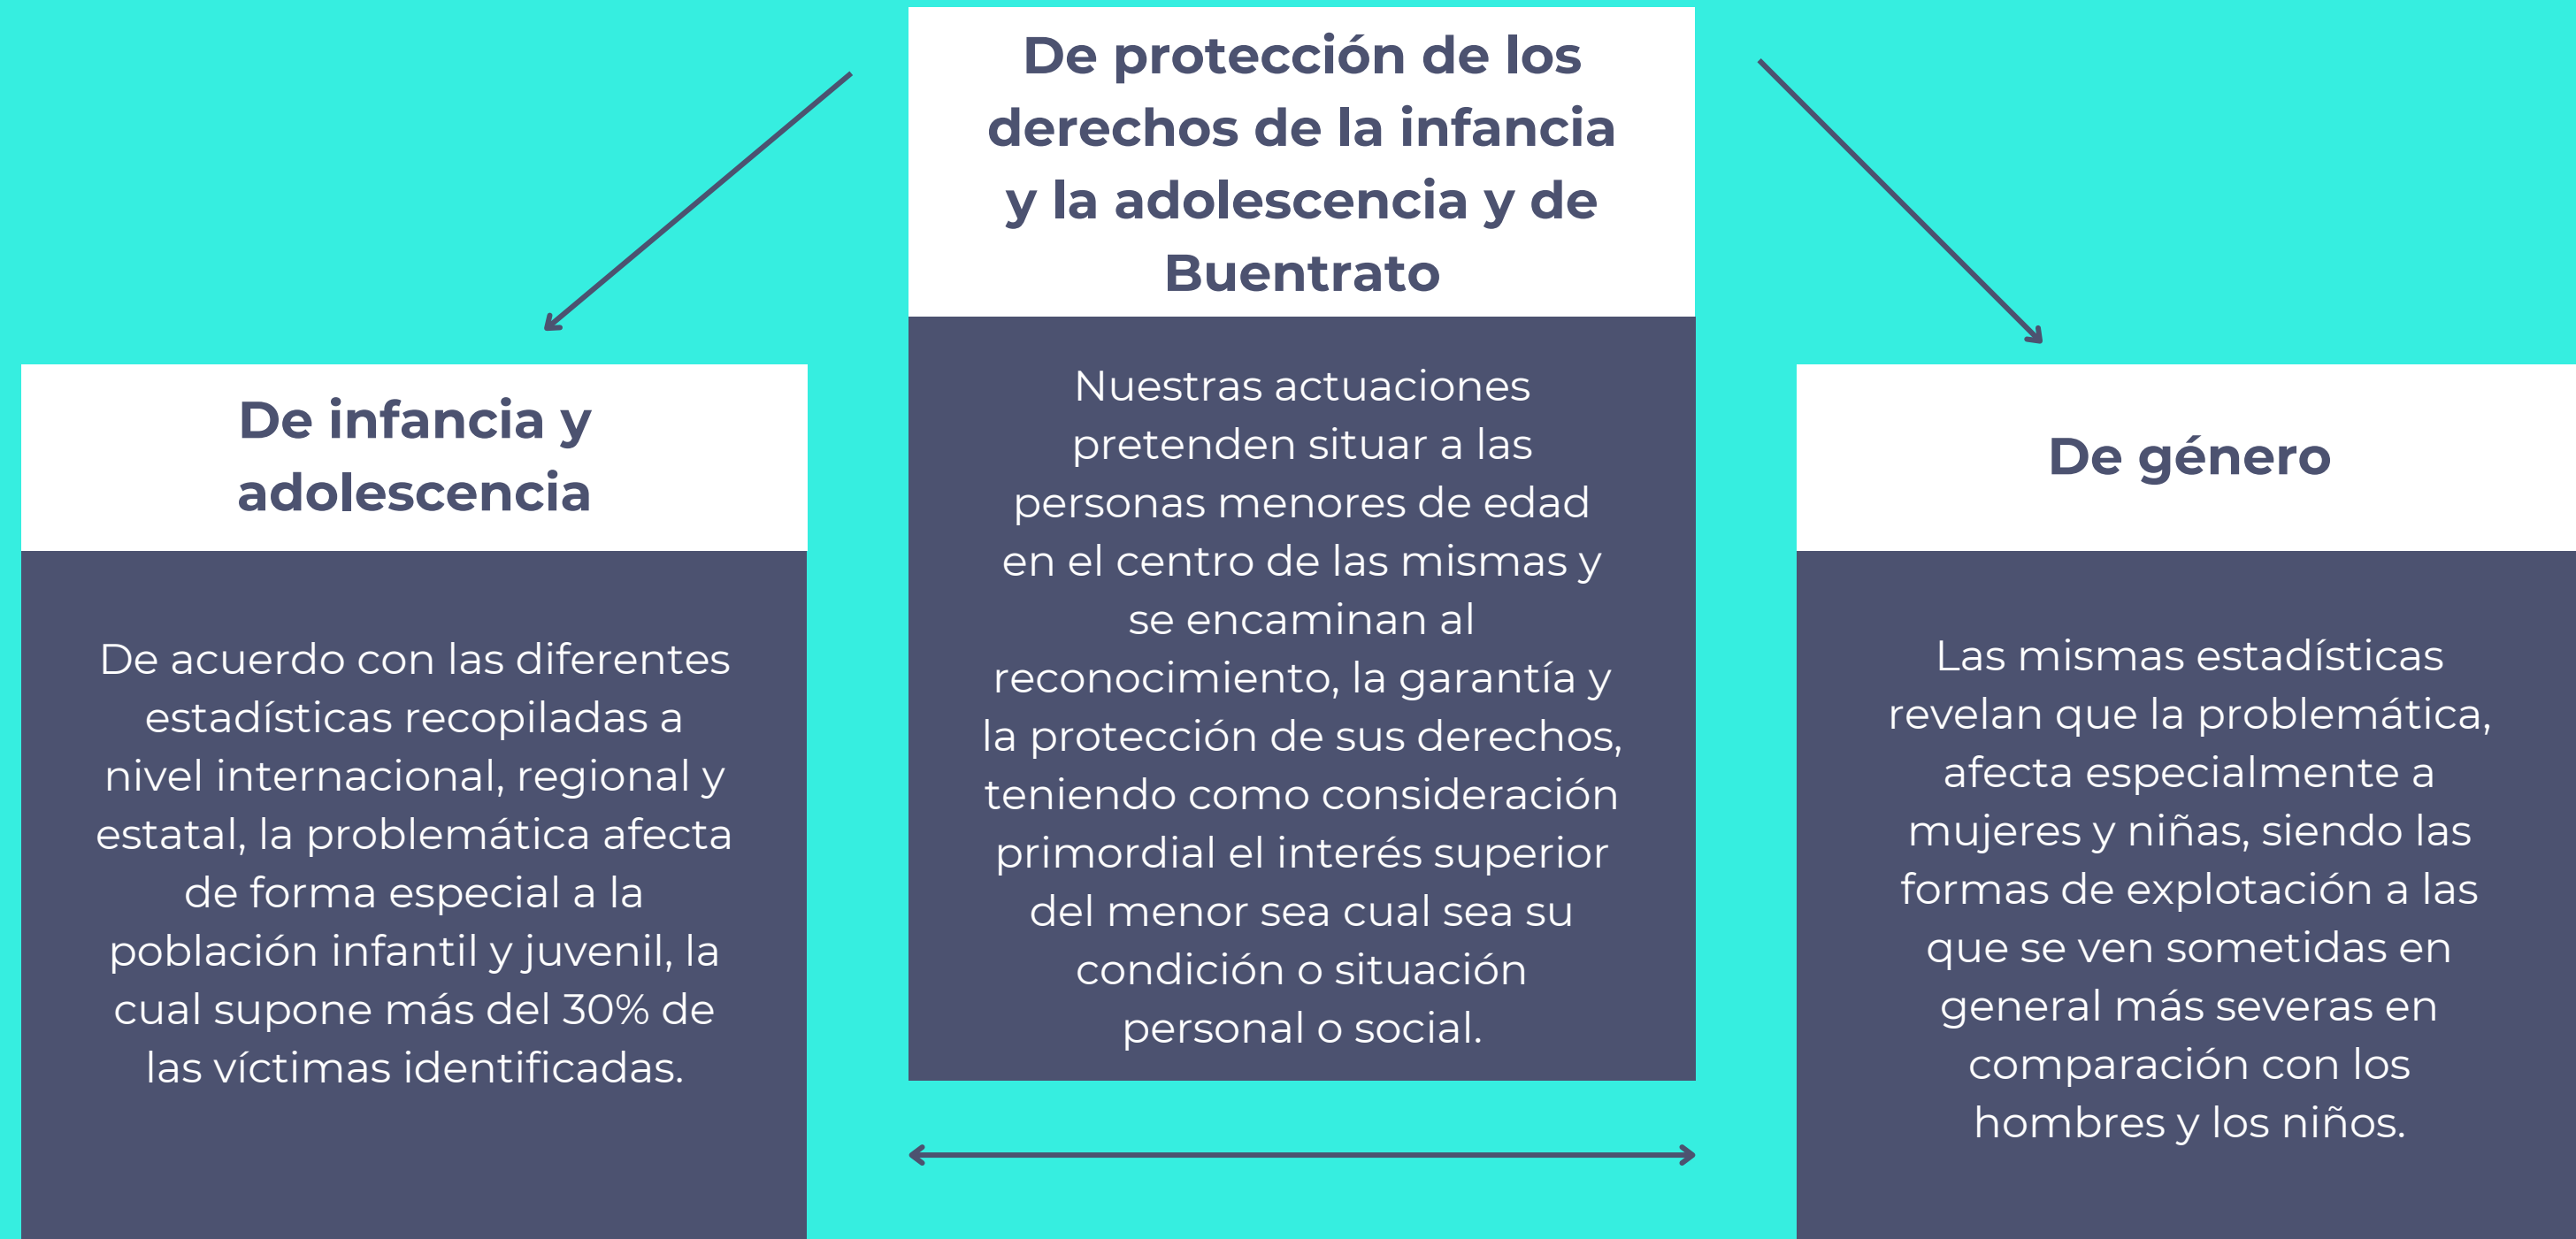 De protección de los
derechos de la infancia
y la adolescencia y de
Buentrato
Nuestras actuaciones
pretenden situar a las
personas menores de edad
en el centro de las mismas y
se encaminan al
reconocimiento, la garantía y
la protección de sus derechos,
teniendo como consideración
primordial el interés superior
del menor sea cual sea su
condición o situación
personal o social.
De infancia y
adolescencia
De acuerdo con las diferentes
estadísticas recopiladas a
nivel internacional, regional y
estatal, la problemática afecta
de forma especial a la
población infantil y juvenil, la
cual supone más del 30% de
las víctimas identificadas.
De género
Las mismas estadísticas
revelan que la problemática,
afecta especialmente a
mujeres y niñas, siendo las
formas de explotación a las
que se ven sometidas en
general más severas en
comparación con los
hombres y los niños.